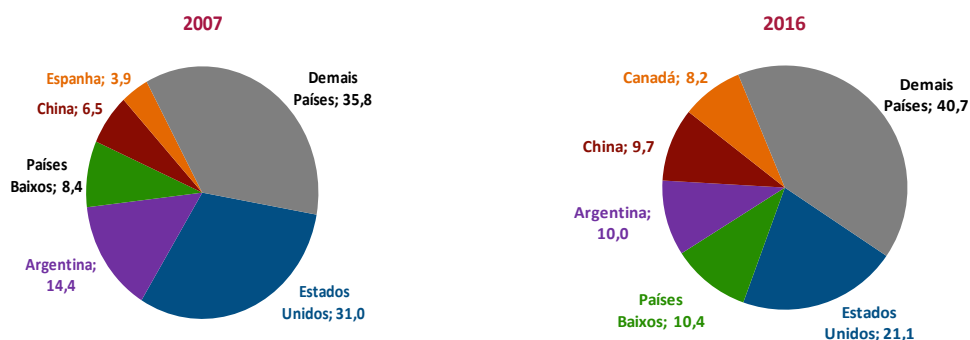 2007
Espanha; 3,9
China; 6,5
Países
Baixos; 8,4
Argentina;
14,4
Estados
Unidos; 31,0
Demais
Países; 35,8
2016
Canadá; 8,2
China; 9,7
Argentina;
10,0
Países
Baixos; 10,4
Estados
Unidos; 21,1
Demais
Países; 40,7